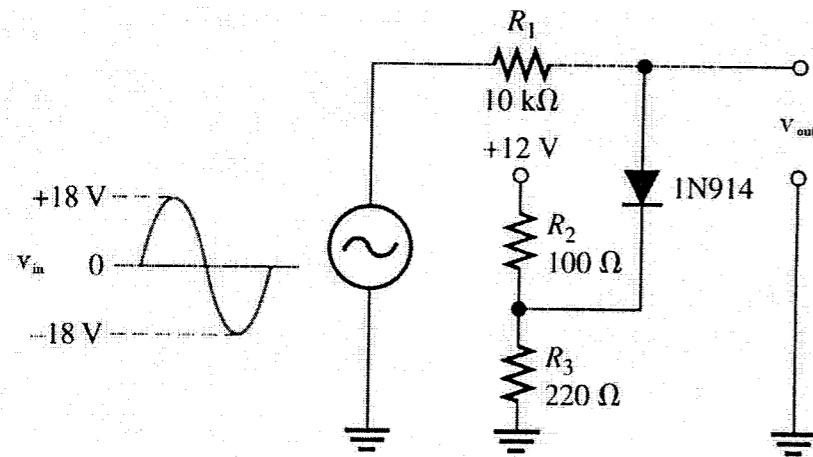 R1
10 kΩ
+12 V
vout
1N914
+18 V
R2
100 Ω
vin
0
−18 V
R3
220 Ω